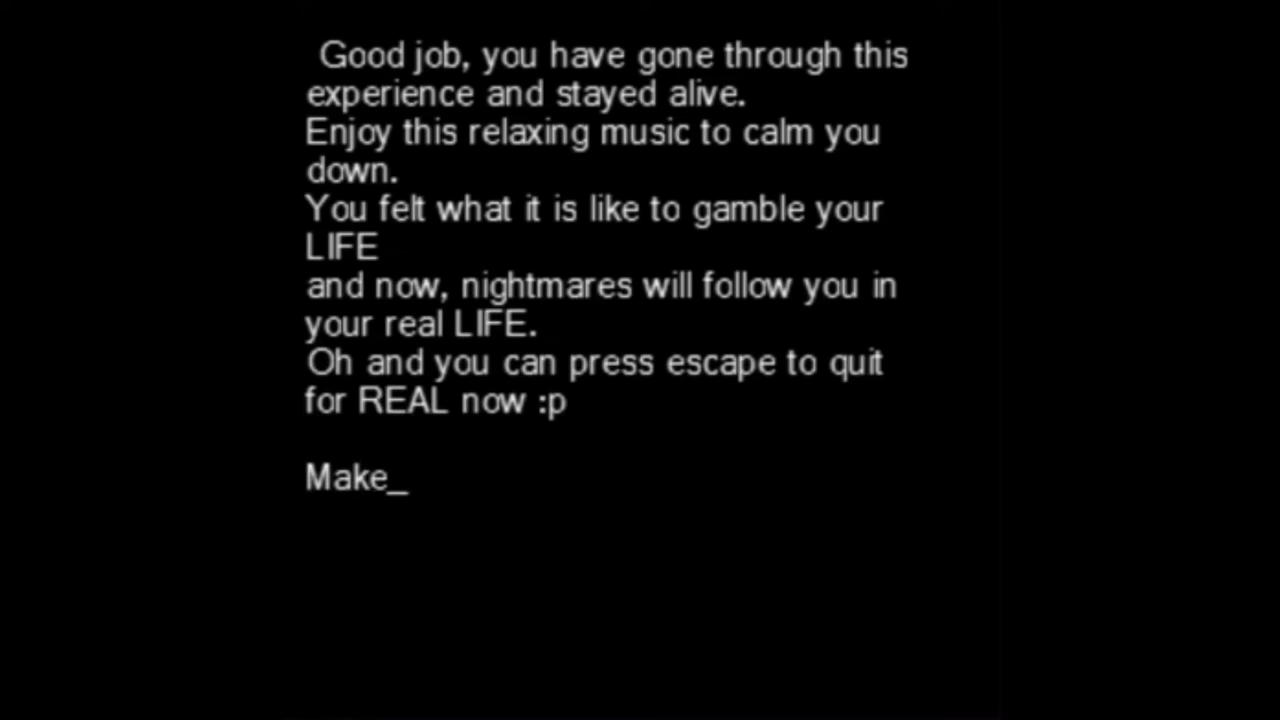 Good job, you have gone through this
experience and stayed alive.
Enjoy this relaxing music to calm you
down.
You felt what it is like to gamble your
LIFE
and now, nightmares will follow you in
your real LIFE.
Oh and you can press escape to quit
for REAL now :p
Make_